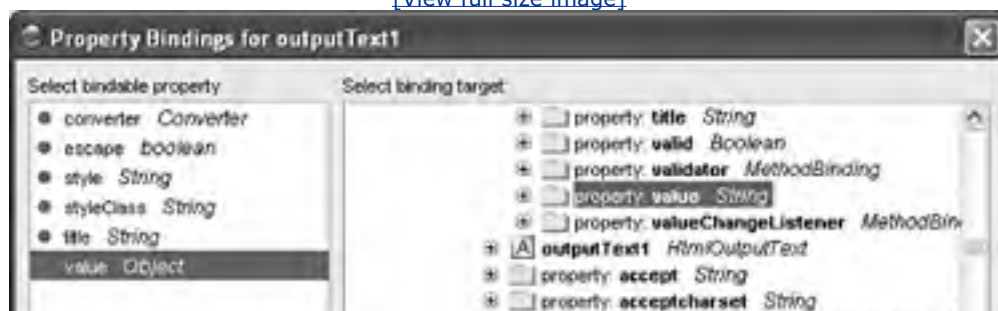 [View full size image]
Property Bindings for outputText1
Select bindable property
converter Converter
escape boolean
style String
styleClass String
title String
value Object
Select binding target:
property: title String
property: valid Boolean
property: validator MethodBinding
property: value String
property: valueChangeListener MethodBin
outputText1 HtmlOutputText
property: accept String
property: acceptcharset String